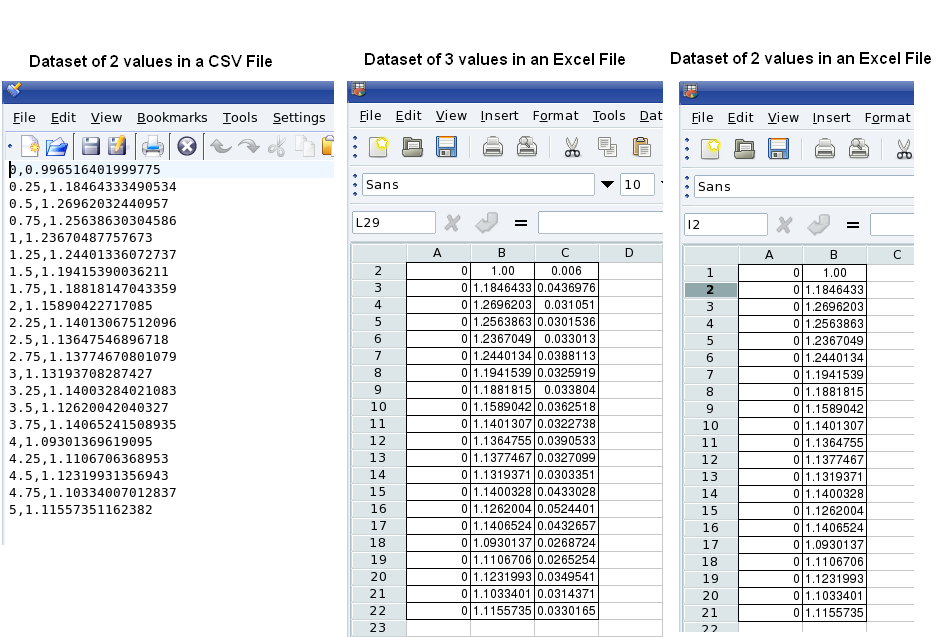 Dataset of 2 values in a CSV File
File Edit View Bookmarks Tools Settings
0,0.996516401999775
0.25,1.18464333490534
0.5,1.26962032440957
0.75,1.25638630304586
1,1.23670487757673
1.25,1.24401336072737
1.5,1.19415390036211
1.75,1.18818147043359
2,1.15890422717085
2.25,1.14013067512096
2.5,1.13647546896718
2.75,1.13774670801079
3,1.13193708287427
3.25,1.14003284021083
3.5,1.12620042040327
3.75,1.14065241508935
4,1.09301369619095
4.25,1.1106706368953
4.5,1.12319931356943
4.75,1.10334007012837
5,1.11557351162382
Dataset of 3 values in an Excel File
File Edit View Insert Format Tools Dat
Sans 10
L29 =
A B C D
2 0 1.00 0.006
3 0 1.1846433 0.0436976
4 0 1.2696203 0.031051
5 0 1.2563863 0.0301536
6 0 1.2367049 0.033013
7 0 1.2440134 0.0388113
8 0 1.1941539 0.0325919
9 0 1.1881815 0.033804
10 0 1.1589042 0.0362518
11 0 1.1401307 0.0322738
12 0 1.1364755 0.0390533
13 0 1.1377467 0.0327099
14 0 1.1319371 0.0303351
15 0 1.1400328 0.0433028
16 0 1.1262004 0.0524401
17 0 1.1406524 0.0432657
18 0 1.0930137 0.0268724
19 0 1.1106706 0.0265254
20 0 1.1231993 0.0349541
21 0 1.1033401 0.0314371
22 0 1.1155735 0.0330165
23
Dataset of 2 values in an Excel File
File Edit View Insert Format
Sans
I2 =
A B C
1 0 1.00
2 0 1.1846433
3 0 1.2696203
4 0 1.2563863
5 0 1.2367049
6 0 1.2440134
7 0 1.1941539
8 0 1.1881815
9 0 1.1589042
10 0 1.1401307
11 0 1.1364755
12 0 1.1377467
13 0 1.1319371
14 0 1.1400328
15 0 1.1262004
16 0 1.1406524
17 0 1.0930137
18 0 1.1106706
19 0 1.1231993
20 0 1.1033401
21 0 1.1155735
22